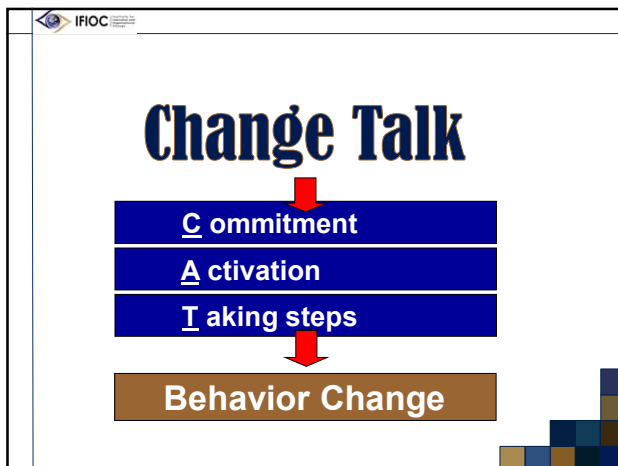 IFIOC
Change Talk
C ommitment
A ctivation
T aking steps
Behavior Change